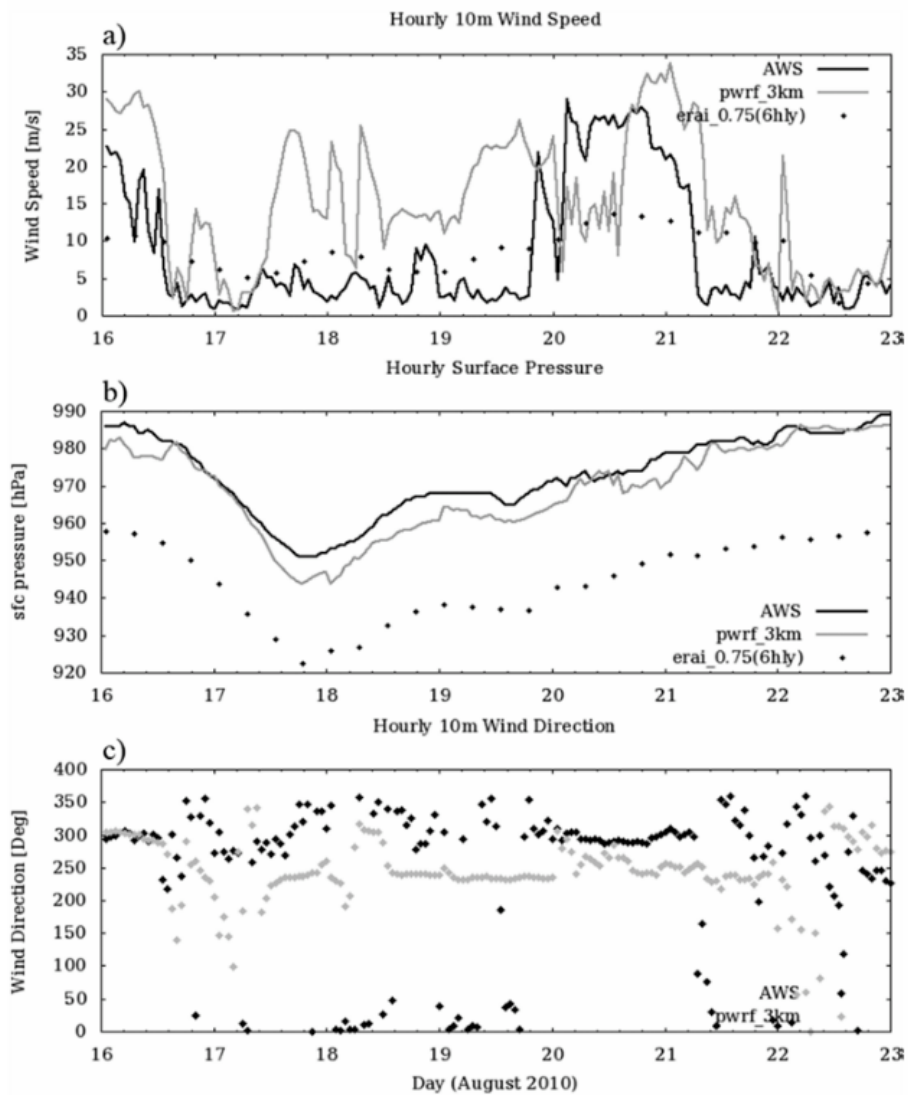 Hourly 10m Wind Speed
a)
35
30
25
20
15
10
5
0
Wind Speed [m/s]
AWS
pwrf_3km
erai_0.75(6hly)
16 17 18 19 20 21 22 23
Hourly Surface Pressure
b)
990
980
970
960
950
940
930
920
sfc pressure [hPa]
AWS
pwrf_3km
erai_0.75(6hly)
16 17 18 19 20 21 22 23
Hourly 10m Wind Direction
c)
400
350
300
250
200
150
100
50
0
Wind Direction [Deg]
AWS
pwrf_3km
16 17 18 19 20 21 22 23
Day (August 2010)